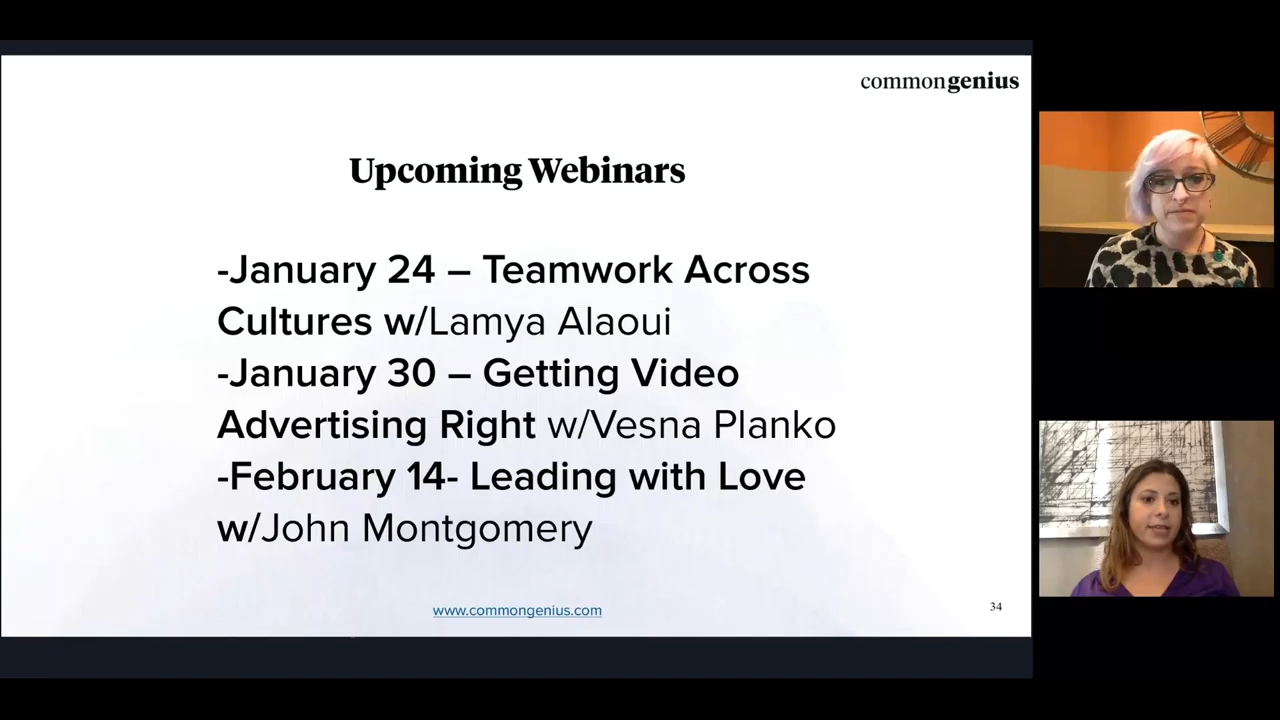 commongenius
Upcoming Webinars
-January 24 – Teamwork Across
Cultures w/Lamya Alaoui
-January 30 – Getting Video
Advertising Right w/Vesna Planko
-February 14- Leading with Love
w/John Montgomery
www.commongenius.com
34